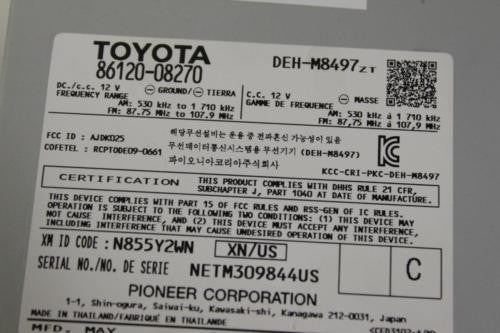 TOYOTA
86120-08270
DEH-M8497ZT
DC./c.c. 12 V ⊖ GROUND/⊖ TIERRA
FREQUENCY RANGE
AM: 530 kHz to 1 710 kHz
FM: 87,75 MHz to 107.9 MHz
C.C. 12 V ⊖ MASSE
GAMME DE FREQUENCE
AM: 530 kHz á 1 710 kHz
FM: 87,75 MHz á 107,9 MHz
FCC ID : AJDK025
COFETEL : RCPTODE09-0661
해당무선설비는 운용 중 전파혼신 가능성이 있음
무선데이터통신시스템용 무선기기 (DEH-M8497)
파이오니아코리아주식회사
KCC-CRI-PKC-DEH-M8497
CERTIFICATION
THIS PRODUCT COMPLIES WITH DHHS RULE 21 CFR,
SUBCHAPTER J, PART 1040 AT DATE OF MANUFACTURE.
THIS DEVICE COMPLIES WITH PART 15 OF FCC RULES AND RSS-GEN OF IC RULES.
OPERATION IS SUBJECT TO THE FOLLOWING TWO CONDITIONS: (1) THIS DEVICE
MAY NOT CAUSE HARMFUL INTERFERENCE, AND (2) THIS DEVICE MUST ACCEPT ANY INTERFERENCE
RECEIVED, INCLUDING INTERFERENCE THAT MAY CAUSE UNDESIRED OPERATION.
XM ID CODE : N855Y2WN XN/US
SERIAL NO./NO. DE SERIE NETM309844US
C
PIONEER CORPORATION
1-1, Shin-ogura, Saiwai-ku, Kawasaki-shi, Kanagawa 212-0031, JAPAN
MADE IN THAILAND/FABRIQUÉ EN THAILANDE
MFD. MAY